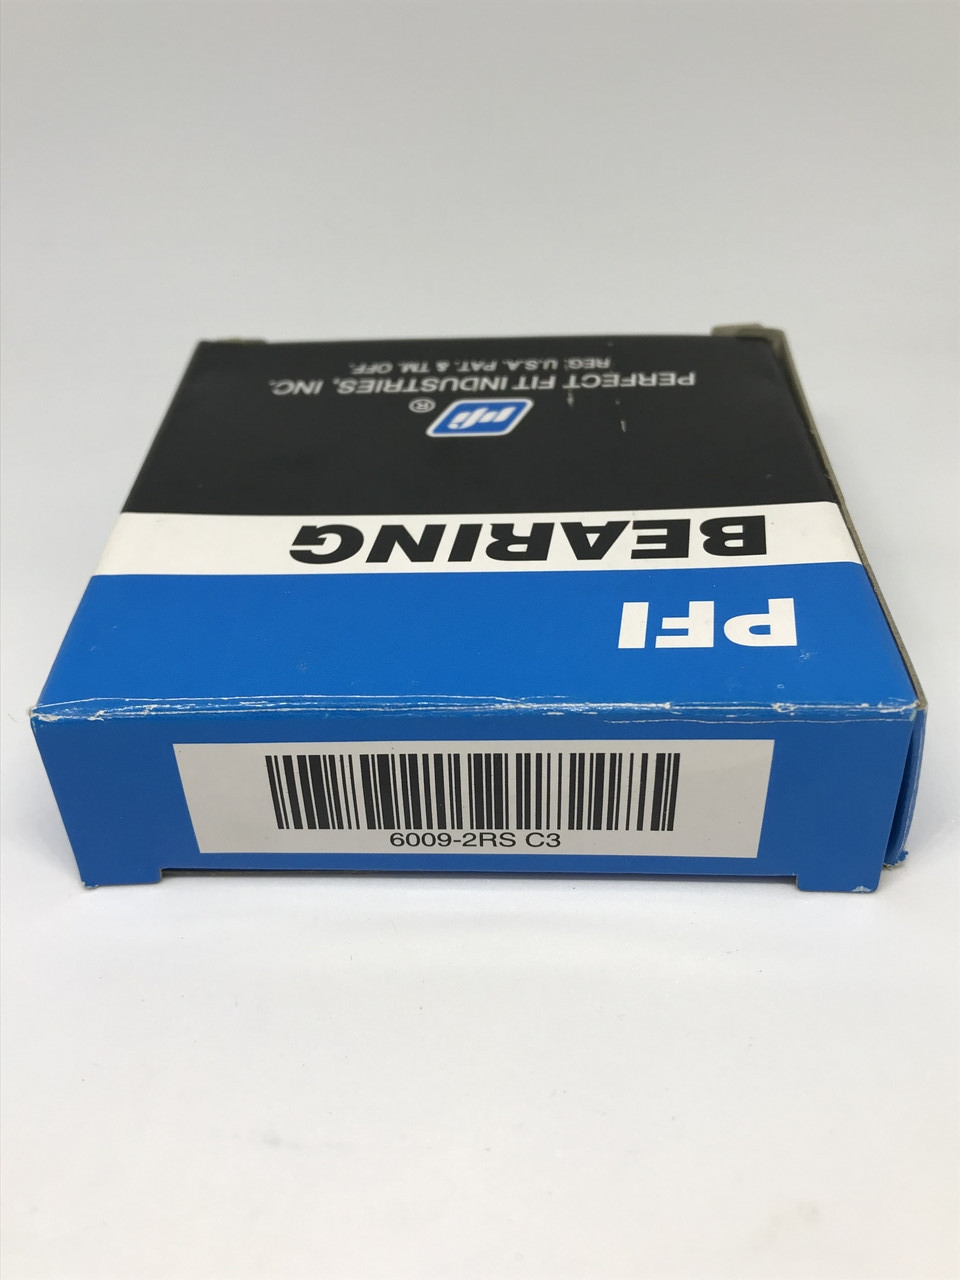 PFI
BEARING
pfi ®
PERFECT FIT INDUSTRIES, INC.
REG. U.S.A. PAT. & TM. OFF.
6009-2RS C3